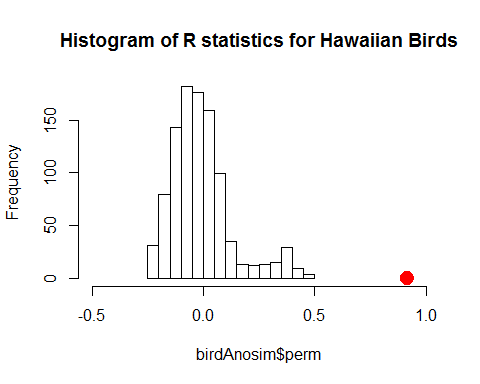 Histogram of R statistics for Hawaiian Birds
Frequency
150
100
50
0
-0.5 0.0 0.5 1.0
birdAnosim$perm